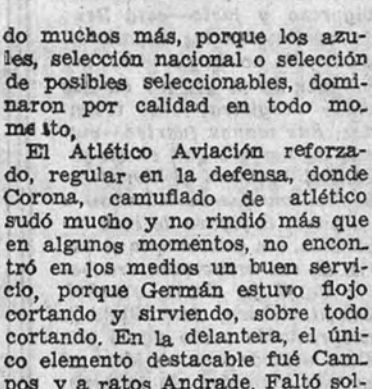 do muchos más, porque los azu-
les, selección nacional o selección
de posibles seleccionables, domi-
naron por calidad en todo mo-
me ito,
El Atlético Aviación reforza-
do, regular en la defensa, donde
Corona, camuflado de atlético
sudó mucho y no rindió más que
en algunos momentos, no encon-
tró en los medios un buen servi-
cio, porque Germán estuvo flojo
cortando y sirviendo, sobre todo
cortando. En la delantera, el úni-
co elemento destacable fué Cam-
pos y a ratos Andrade. Faltó sol-